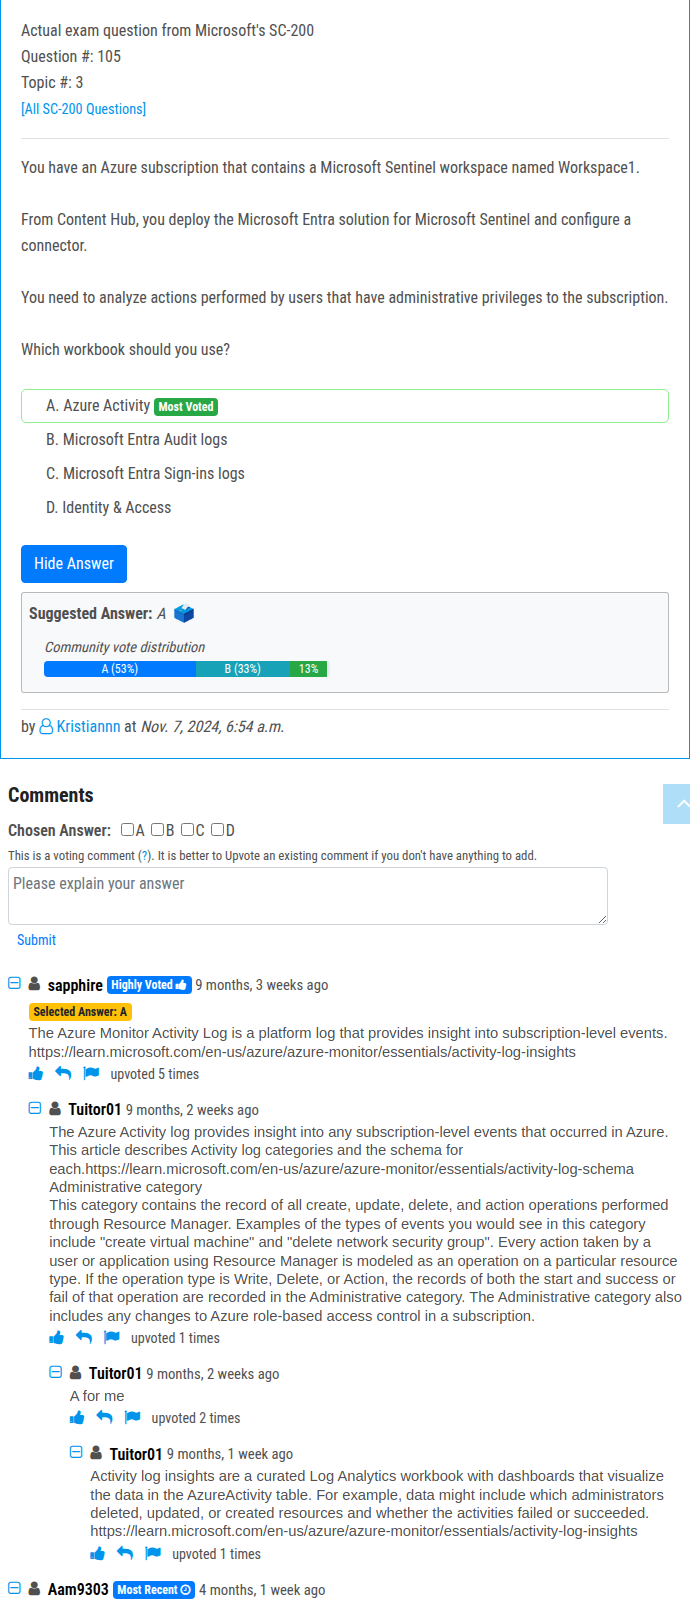 Actual exam question from Microsoft's SC-200
Question #: 105
Topic #: 3
[All SC-200 Questions]
You have an Azure subscription that contains a Microsoft Sentinel workspace named Workspace1.
From Content Hub, you deploy the Microsoft Entra solution for Microsoft Sentinel and configure a
connector.
You need to analyze actions performed by users that have administrative privileges to the subscription.
Which workbook should you use?
A. Azure Activity Most Voted
B. Microsoft Entra Audit logs
C. Microsoft Entra Sign-ins logs
D. Identity & Access
Hide Answer
Suggested Answer: A
Community vote distribution
A (53%) B (33%) 13%
by Kristiannn at Nov. 7, 2024, 6:54 a.m.
Comments
Chosen Answer: A B C D
This is a voting comment (?). It is better to Upvote an existing comment if you don't have anything to add.
Please explain your answer
Submit
sapphire Highly Voted 9 months, 3 weeks ago
Selected Answer: A
The Azure Monitor Activity Log is a platform log that provides insight into subscription-level events.
https://learn.microsoft.com/en-us/azure/azure-monitor/essentials/activity-log-insights
upvoted 5 times
Tuitor01 9 months, 2 weeks ago
The Azure Activity log provides insight into any subscription-level events that occurred in Azure.
This article describes Activity log categories and the schema for
each.https://learn.microsoft.com/en-us/azure/azure-monitor/essentials/activity-log-schema
Administrative category
This category contains the record of all create, update, delete, and action operations performed
through Resource Manager. Examples of the types of events you would see in this category
include "create virtual machine" and "delete network security group". Every action taken by a
user or application using Resource Manager is modeled as an operation on a particular resource
type. If the operation type is Write, Delete, or Action, the records of both the start and success or
fail of that operation are recorded in the Administrative category. The Administrative category also
includes any changes to Azure role-based access control in a subscription.
upvoted 1 times
Tuitor01 9 months, 2 weeks ago
A for me
upvoted 2 times
Tuitor01 9 months, 1 week ago
Activity log insights are a curated Log Analytics workbook with dashboards that visualize
the data in the AzureActivity table. For example, data might include which administrators
deleted, updated, or created resources and whether the activities failed or succeeded.
https://learn.microsoft.com/en-us/azure/azure-monitor/essentials/activity-log-insights
upvoted 1 times
Aam9303 Most Recent 4 months, 1 week ago